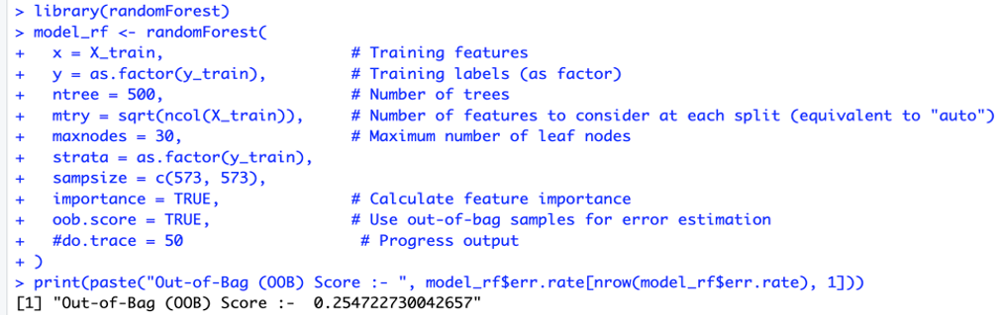 > library(randomForest)
> model_rf <- randomForest(
+   x = X_train,                    # Training features
+   y = as.factor(y_train),         # Training labels (as factor)
+   ntree = 500,                    # Number of trees
+   mtry = sqrt(ncol(X_train)),     # Number of features to consider at each split (equivalent to "auto")
+   maxnodes = 30,                  # Maximum number of leaf nodes
+   strata = as.factor(y_train),
+   sampsize = c(573, 573),
+   importance = TRUE,              # Calculate feature importance
+   oob.score = TRUE,               # Use out-of-bag samples for error estimation
+   #do.trace = 50                   # Progress output
+ )
> print(paste("Out-of-Bag (OOB) Score :- ", model_rf$err.rate[nrow(model_rf$err.rate), 1]))
[1] "Out-of-Bag (OOB) Score :-  0.254722730042657"